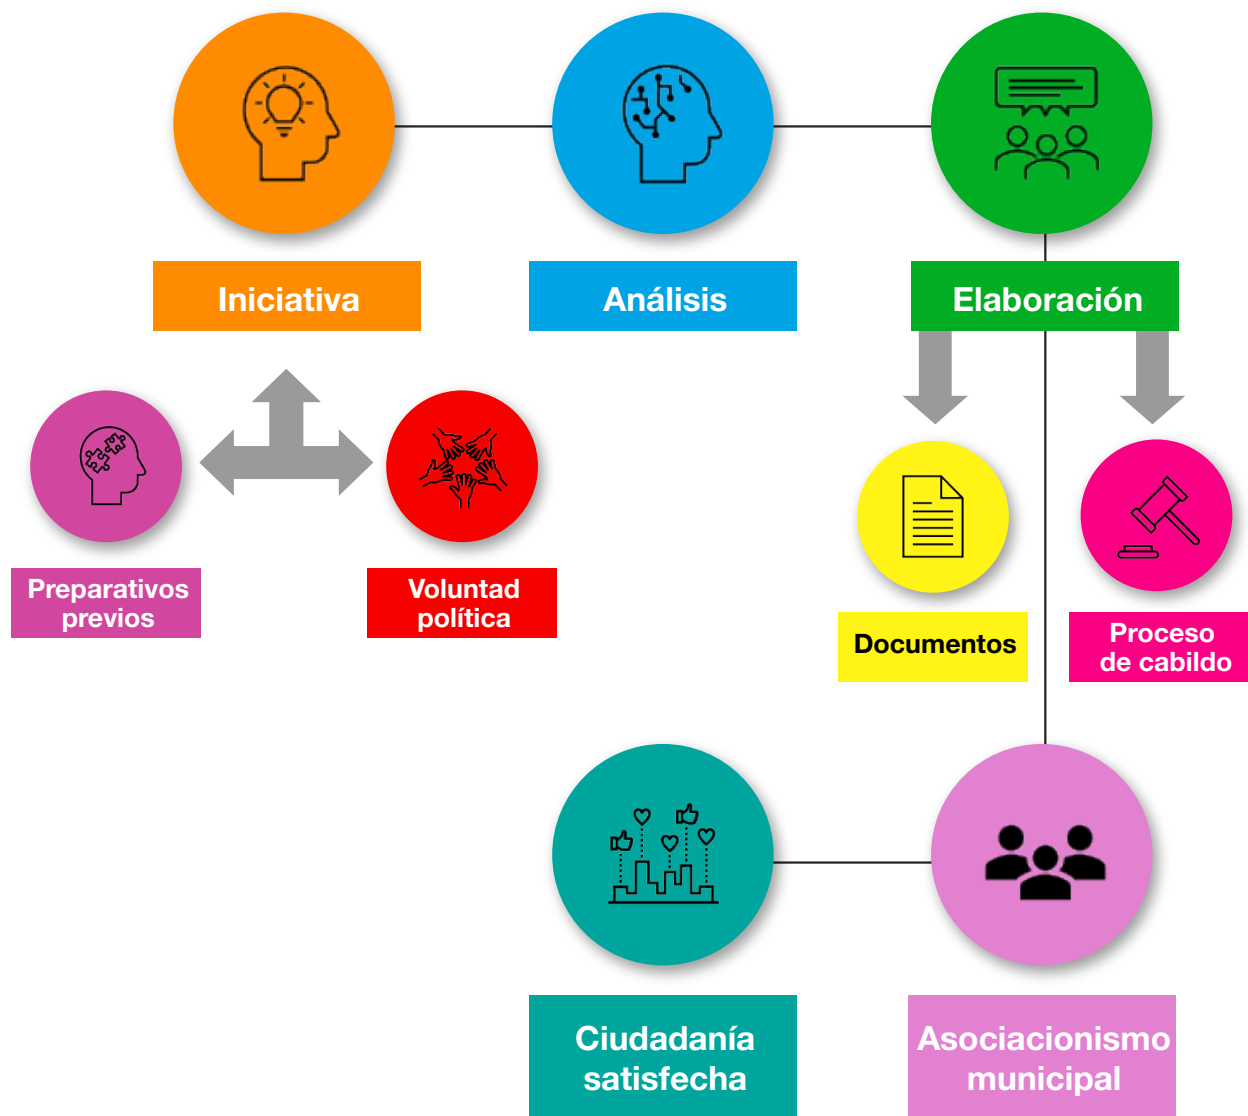 Iniciativa
Análisis
Elaboración
Preparativos
previos
Voluntad
política
Documentos
Proceso
de cabildo
Ciudadanía
satisfecha
Asociacionismo
municipal